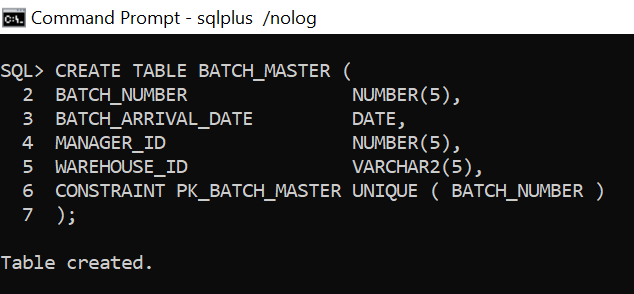 Command Prompt - sqlplus  /nolog
SQL> CREATE TABLE BATCH_MASTER (
  2  BATCH_NUMBER               NUMBER(5),
  3  BATCH_ARRIVAL_DATE         DATE,
  4  MANAGER_ID                 NUMBER(5),
  5  WAREHOUSE_ID               VARCHAR2(5),
  6  CONSTRAINT PK_BATCH_MASTER UNIQUE ( BATCH_NUMBER )
  7  );
Table created.